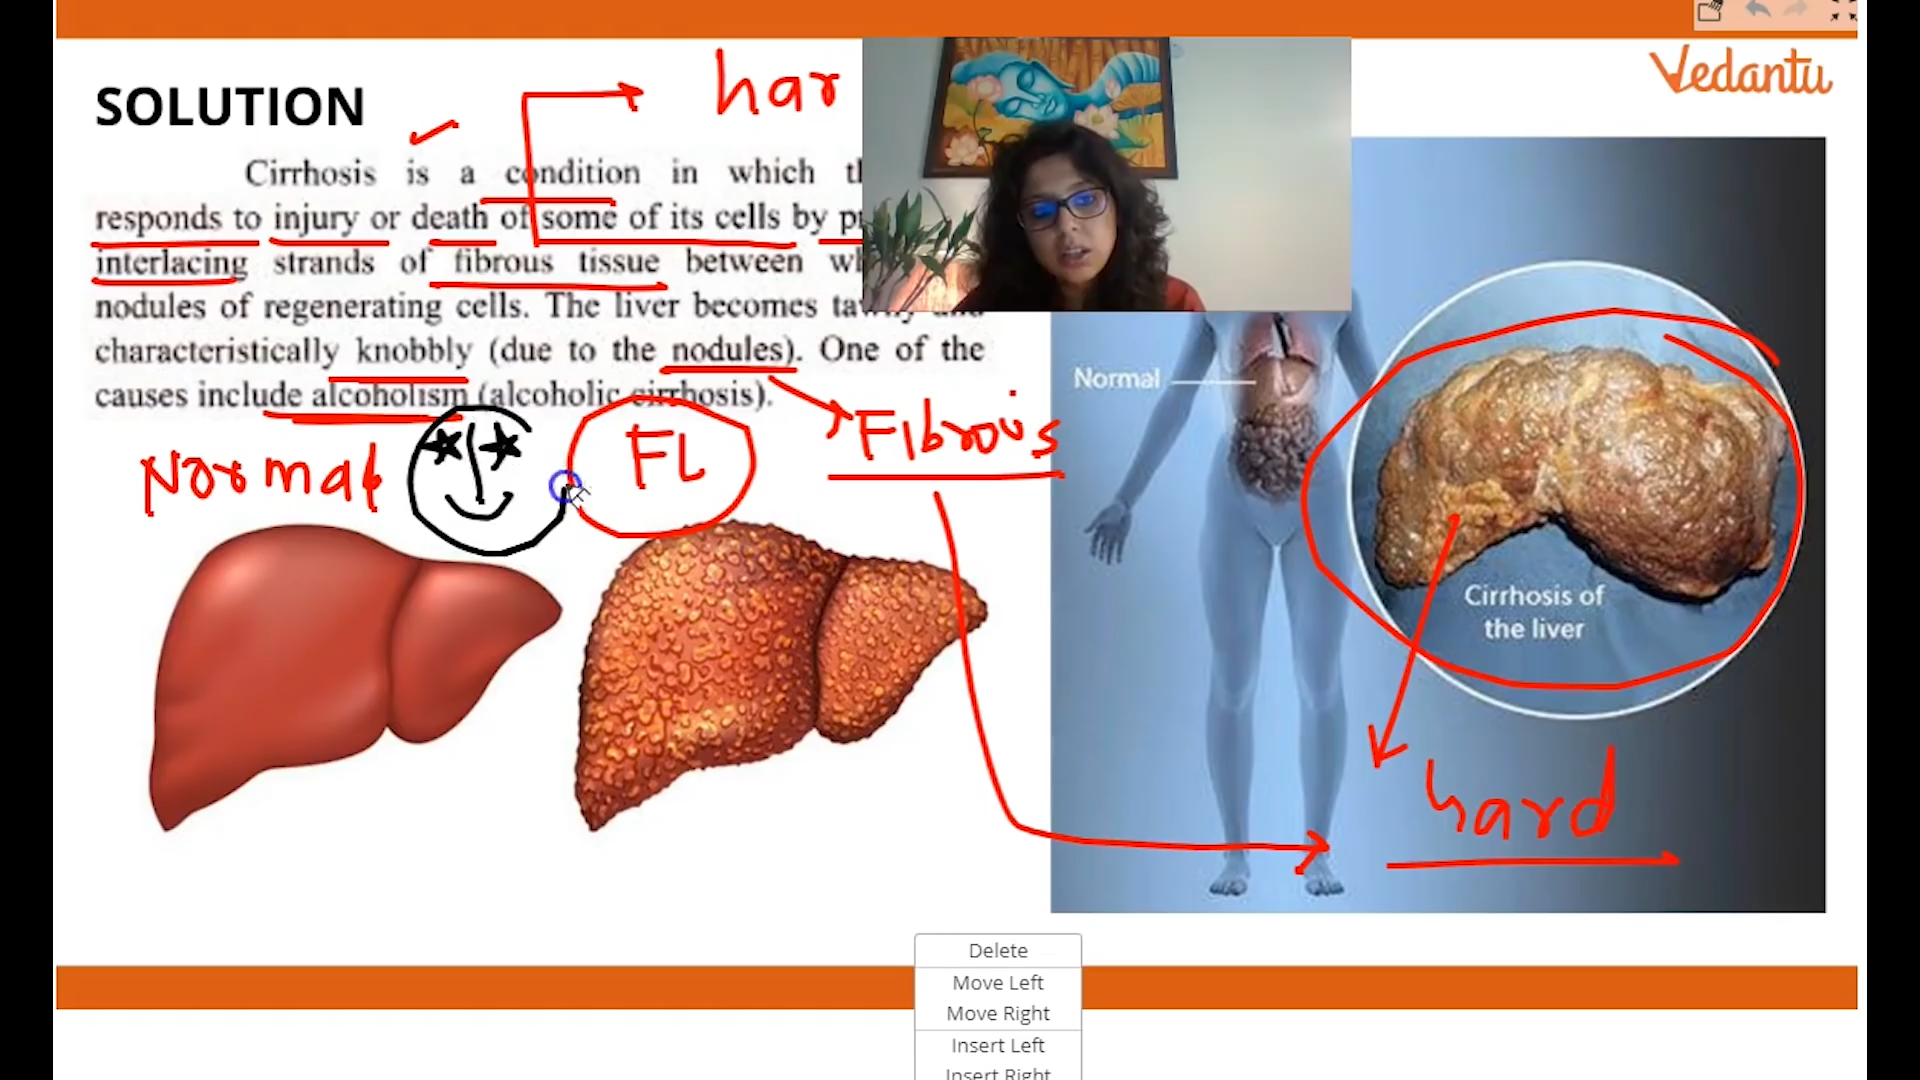 Vedantu
SOLUTION
har
Cirrhosis is a condition in which
responds to injury or death of some of its cells by
interlacing strands of fibrous tissue between
nodules of regenerating cells. The liver becomes
characteristically knobbly (due to the nodules). One of the
causes include alcoholism (alcoholic cirrhosis).
Normal
FL
Fibrous
Normal
Cirrhosis of
the liver
hard
Delete
Move Left
Move Right
Insert Left
Insert Right